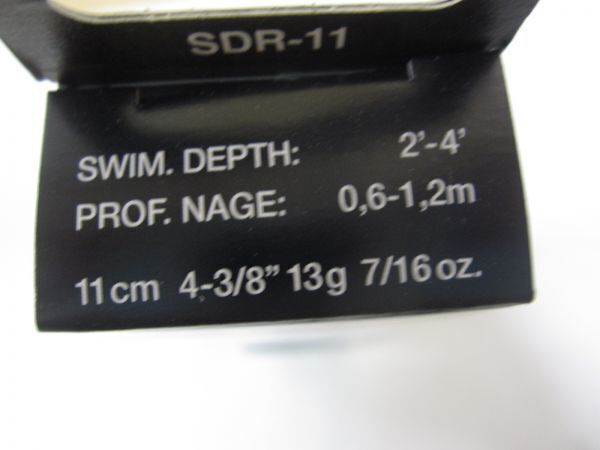 SDR-11
SWIM. DEPTH: 2'-4'
PROF. NAGE: 0,6-1,2m
11cm 4-3/8" 13g 7/16 oz.